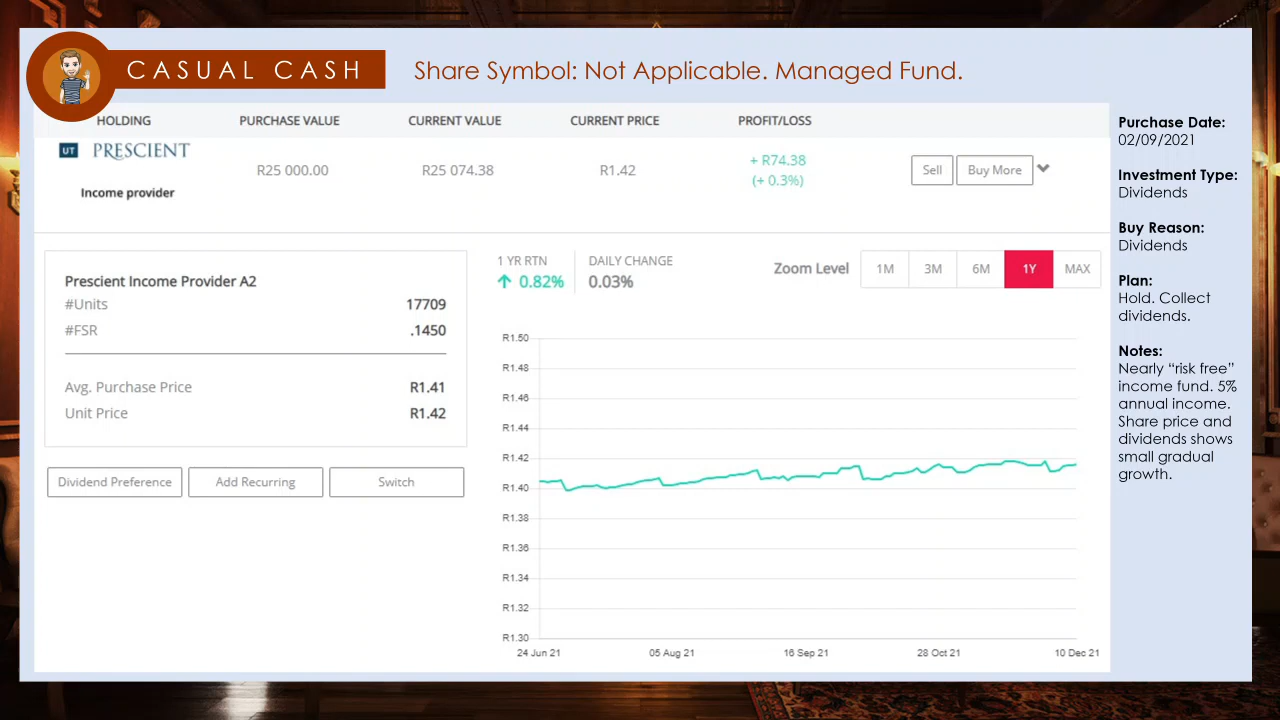 CASUAL CASH
Share Symbol: Not Applicable. Managed Fund.
HOLDING PURCHASE VALUE CURRENT VALUE CURRENT PRICE PROFIT/LOSS
UT PRESCIENT
Income provider
R25 000.00 R25 074.38 R1.42
+ R74.38
(+ 0.3%)
Sell Buy More
Prescient Income Provider A2
#Units 17709
#FSR .1450
Avg. Purchase Price R1.41
Unit Price R1.42
Dividend Preference Add Recurring Switch
1 YR RTN DAILY CHANGE
0.82% 0.03%
Zoom Level 1M 3M 6M 1Y MAX
R1.50
R1.48
R1.46
R1.44
R1.42
R1.40
R1.38
R1.36
R1.34
R1.32
R1.30
24 Jun 21 05 Aug 21 16 Sep 21 28 Oct 21 10 Dec 21
Purchase Date:
02/09/2021
Investment Type:
Dividends
Buy Reason:
Dividends
Plan:
Hold. Collect
dividends.
Notes:
Nearly “risk free”
income fund. 5%
annual income.
Share price and
dividends shows
small gradual
growth.